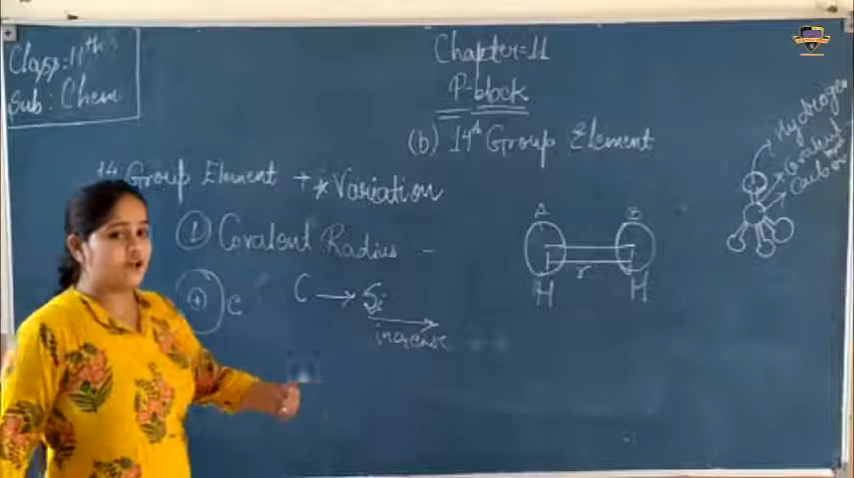 Class: 11th
Sub: Chem.
Chapter=11
P-block
(b) 14th Group Element
14 Group Element → *Variation
① Covalent Radius -
+ e
C → Si
increase
A B
r
H H
Hydrogen
Covalent
Carbon